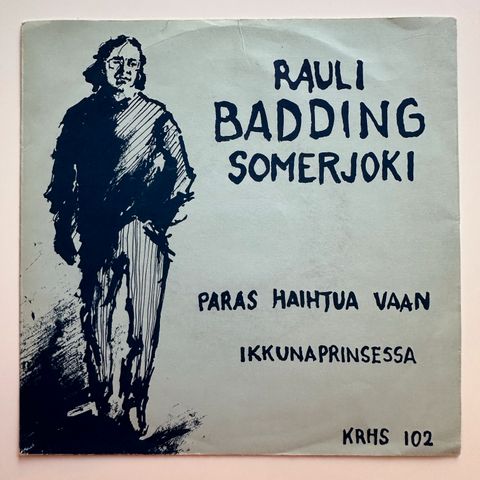 RAULI
BADDING
SOMERJOKI
PARAS HAIHTUA VAAN
IKKUNAPRINSESSA
KRHS 102